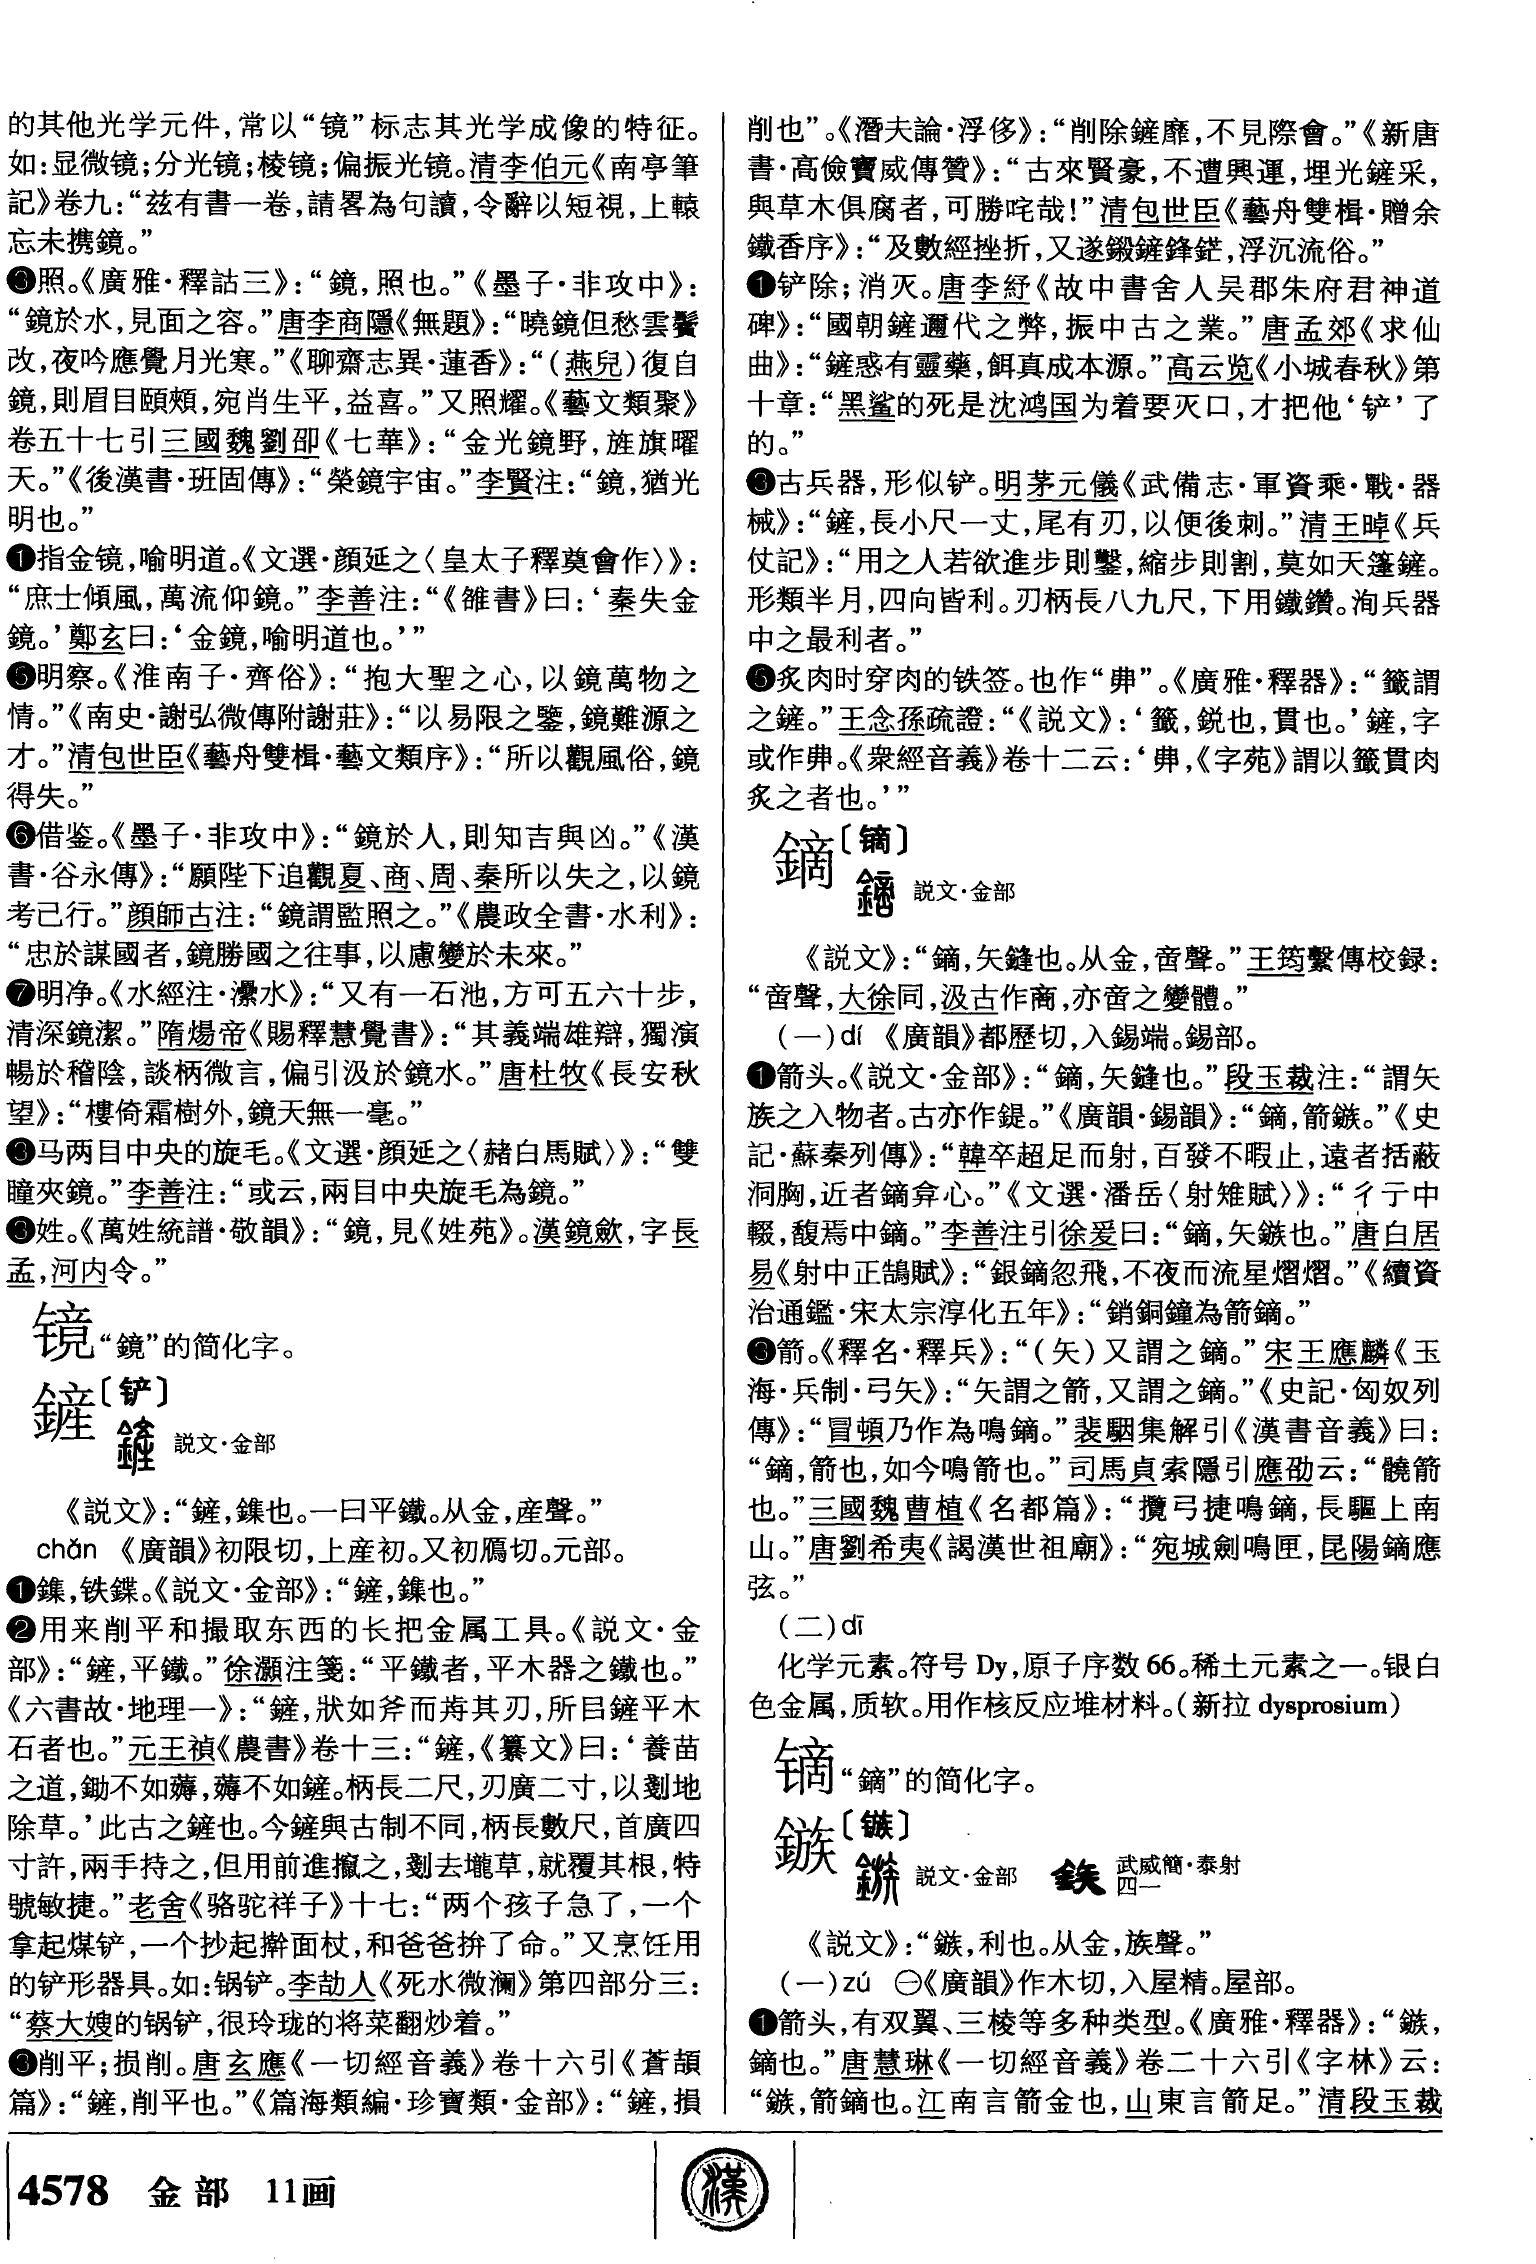 的其他光学元件，常以“镜”标志其光学成像的特征。
如：显微镜；分光镜；棱镜；偏振光镜。清李伯元《南亭筆
記》卷九：“兹有書一卷，請畧為句讀，令辭以短視，上轅
忘未携鏡。”
❸照。《廣雅·釋詁三》：“鏡，照也。”《墨子·非攻中》：
“鏡於水，見面之容。”唐李商隱《無題》：“曉鏡但愁雲鬢
改，夜吟應覺月光寒。”《聊齋志異·蓮香》：“（燕兒）復自
鏡，則眉目頤頰，宛肖生平，益喜。”又照耀。《藝文類聚》
卷五十七引三國魏劉卲《七華》：“金光鏡野，旌旗曜
天。”《後漢書·班固傳》：“榮鏡宇宙。”李賢注：“鏡，猶光
明也。”
❶指金镜，喻明道。《文選·顔延之〈皇太子釋奠會作〉》：
“庶士傾風，萬流仰鏡。”李善注：“《雒書》曰：‘秦失金
鏡。’鄭玄曰：‘金鏡，喻明道也。’”
❺明察。《淮南子·齊俗》：“抱大聖之心，以鏡萬物之
情。”《南史·謝弘微傳附謝莊》：“以易限之鑒，鏡難源之
才。”清包世臣《藝舟雙楫·藝文類序》：“所以觀風俗，鏡
得失。”
❻借鉴。《墨子·非攻中》：“鏡於人，則知吉與凶。”《漢
書·谷永傳》：“願陛下追觀夏、商、周、秦所以失之，以鏡
考己行。”顔師古注：“鏡謂監照之。”《農政全書·水利》：
“忠於謀國者，鏡勝國之往事，以慮變於未來。”
❼明净。《水經注·灅水》：“又有一石池，方可五六十步，
清深鏡潔。”隋煬帝《賜釋慧覺書》：“其義端雄辯，獨演
暢於稽陰，談柄微言，偏引汲於鏡水。”唐杜牧《長安秋
望》：“樓倚霜樹外，鏡天無一毫。”
❸马两目中央的旋毛。《文選·顔延之〈赭白馬賦〉》：“雙
瞳夾鏡。”李善注：“或云，兩目中央旋毛為鏡。”
❸姓。《萬姓統譜·敬韻》：“鏡，見《姓苑》。漢鏡歛，字長
孟，河内令。”
镜“鏡”的简化字。
鏟〔铲〕
説文·金部
《説文》：“鏟，鏶也。一曰平鐵。从金，産聲。”
chǎn 《廣韻》初限切，上産初。又初鴈切。元部。
❶鏶，铁鍱。《説文·金部》：“鏟，鏶也。”
❷用来削平和撮取东西的长把金属工具。《説文·金
部》：“鏟，平鐵。”徐灝注箋：“平鐵者，平木器之鐵也。”
《六書故·地理一》：“鏟，狀如斧而歬其刃，所㠯鏟平木
石者也。”元王禎《農書》卷十三：“鏟，《纂文》曰：‘養苗
之道，鋤不如薅，薅不如鏟。柄長二尺，刃廣二寸，以剗地
除草。’此古之鏟也。今鏟與古制不同，柄長數尺，首廣四
寸許，兩手持之，但用前進攛之，剗去壠草，就覆其根，特
號敏捷。”老舍《骆驼祥子》十七：“两个孩子急了，一个
拿起煤铲，一个抄起擀面杖，和爸爸拚了命。”又烹饪用
的铲形器具。如：锅铲。李劼人《死水微澜》第四部分三：
“蔡大嫂的锅铲，很玲珑的将菜翻炒着。”
❸削平；损削。唐玄應《一切經音義》卷十六引《蒼頡
篇》：“鏟，削平也。”《篇海類編·珍寶類·金部》：“鏟，損
削也”。《潛夫論·浮侈》：“削除鏟靡，不見際會。”《新唐
書·高儉竇威傳贊》：“古來賢豪，不遭興運，埋光鏟采，
與草木俱腐者，可勝咤哉！”清包世臣《藝舟雙楫·贈余
鐵香序》：“及數經挫折，又遂鎩鏟鋒鋩，浮沉流俗。”
❶铲除；消灭。唐李紓《故中書舍人吴郡朱府君神道
碑》：“國朝鏟邇代之弊，振中古之業。”唐孟郊《求仙
曲》：“鏟惑有靈藥，餌真成本源。”高云览《小城春秋》第
十章：“黑鲨的死是沈鸿国为着要灭口，才把他‘铲’了
的。”
❸古兵器，形似铲。明茅元儀《武備志·軍資乘·戰·器
械》：“鏟，長小尺一丈，尾有刃，以便後刺。”清王晫《兵
仗記》：“用之人若欲進步則鑿，縮步則割，莫如天篷鏟。
形類半月，四向皆利。刃柄長八九尺，下用鐵鑽。洵兵器
中之最利者。”
❻炙肉时穿肉的铁签。也作“丳”。《廣雅·釋器》：“籤謂
之鏟。”王念孫疏證：“《説文》：‘籤，鋭也，貫也。’鏟，字
或作丳。《衆經音義》卷十二云：‘丳，《字苑》謂以籤貫肉
炙之者也。’”
鏑〔镝〕
説文·金部
《説文》：“鏑，矢鏠也。从金，啻聲。”王筠繫傳校録：
“啻聲，大徐同，汲古作商，亦啻之變體。”
（一）dí 《廣韻》都歷切，入錫端。錫部。
❶箭头。《説文·金部》：“鏑，矢鏠也。”段玉裁注：“謂矢
族之入物者。古亦作鍉。”《廣韻·錫韻》：“鏑，箭鏃。”《史
記·蘇秦列傳》：“韓卒超足而射，百發不暇止，遠者括蔽
洞胸，近者鏑弇心。”《文選·潘岳〈射雉賦〉》：“彳亍中
輟，馥焉中鏑。”李善注引徐爰曰：“鏑，矢鏃也。”唐白居
易《射中正鵠賦》：“銀鏑忽飛，不夜而流星熠熠。”《續資
治通鑑·宋太宗淳化五年》：“銷銅鐘為箭鏑。”
❸箭。《釋名·釋兵》：“（矢）又謂之鏑。”宋王應麟《玉
海·兵制·弓矢》：“矢謂之箭，又謂之鏑。”《史記·匈奴列
傳》：“冒頓乃作為鳴鏑。”裴駰集解引《漢書音義》曰：
“鏑，箭也，如今鳴箭也。”司馬貞索隱引應劭云：“髐箭
也。”三國魏曹植《名都篇》：“攬弓捷鳴鏑，長驅上南
山。”唐劉希夷《謁漢世祖廟》：“宛城劍鳴匣，昆陽鏑應
弦。”
（二）dī
化学元素。符号Dy，原子序数66。稀土元素之一。银白
色金属，质软。用作核反应堆材料。（新拉dysprosium）
镝“鏑”的简化字。
鏃〔镞〕
説文·金部 武威簡·泰射
四一
《説文》：“鏃，利也。从金，族聲。”
（一）zú ㊀《廣韻》作木切，入屋精。屋部。
❶箭头，有双翼、三棱等多种类型。《廣雅·釋器》：“鏃，
鏑也。”唐慧琳《一切經音義》卷二十六引《字林》云：
“鏃，箭鏑也。江南言箭金也，山東言箭足。”清段玉裁
4578 金部 11画
漢